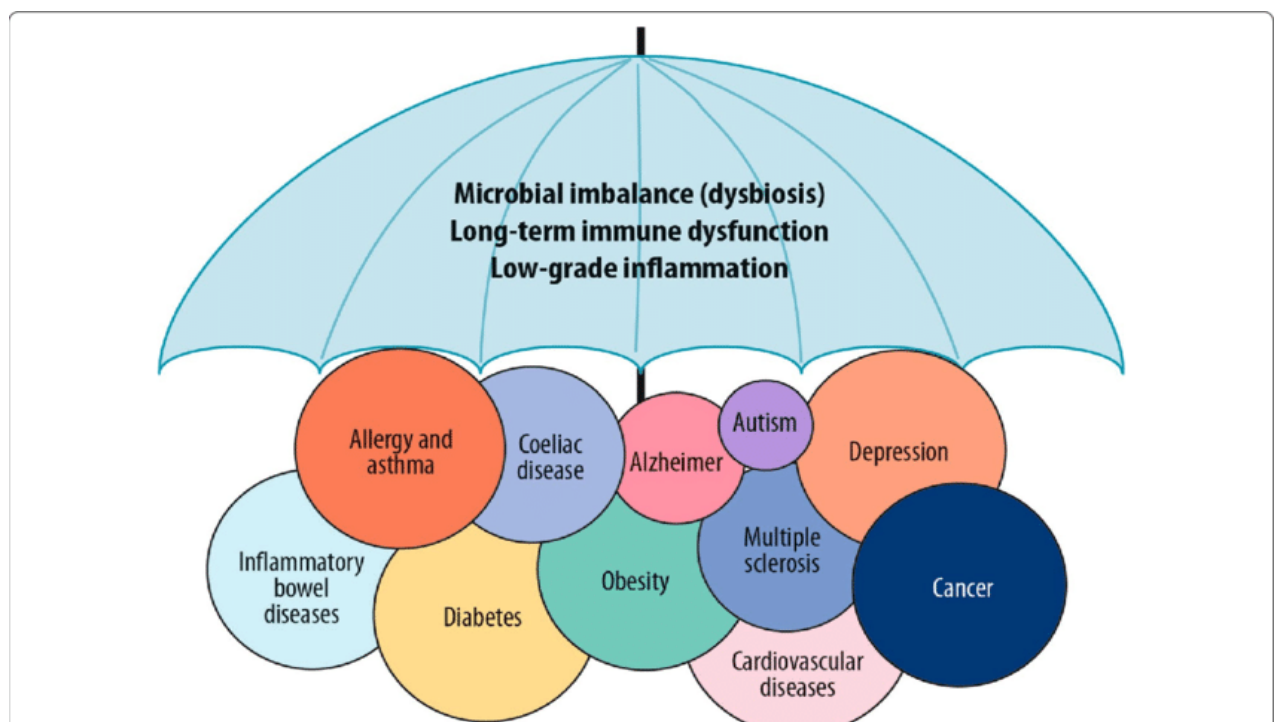 Microbial imbalance (dysbiosis)
Long-term immune dysfunction
Low-grade inflammation
Allergy and
asthma
Coeliac
disease
Alzheimer
Autism
Depression
Inflammatory
bowel
diseases
Diabetes
Obesity
Multiple
sclerosis
Cancer
Cardiovascular
diseases